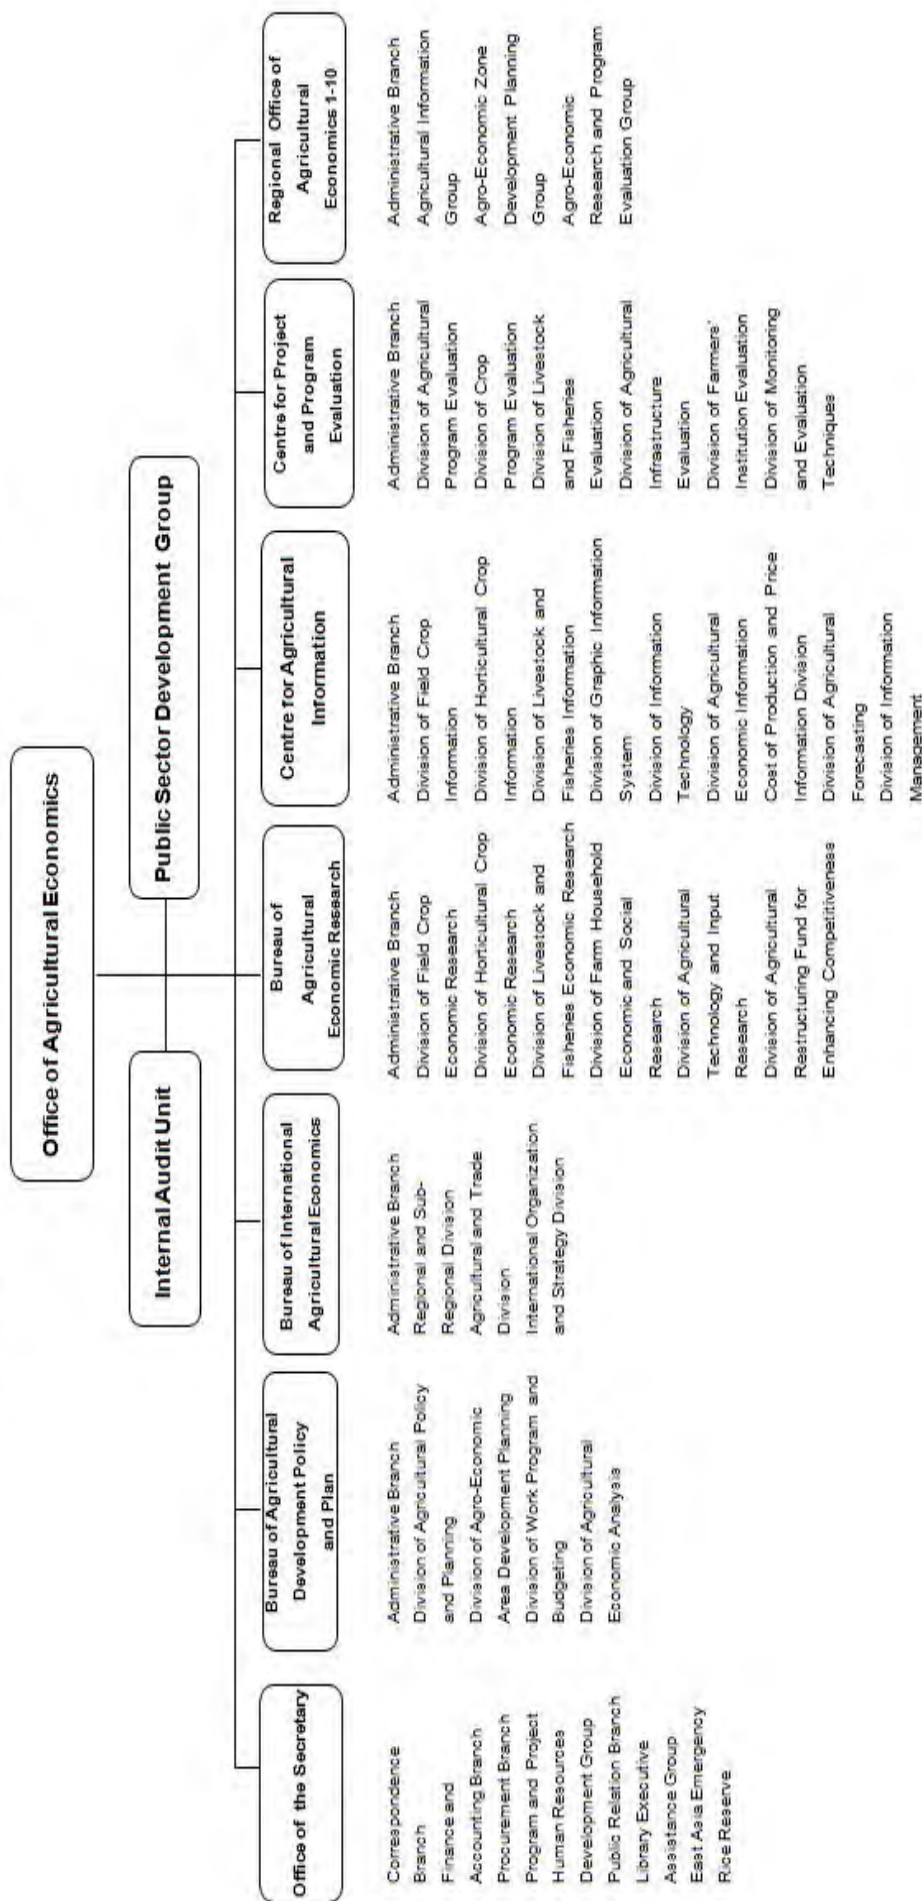 Office of Agricultural Economics
Internal Audit Unit
Public Sector Development Group
Office of the Secretary
Correspondence
Branch
Finance and
Accounting Branch
Procurement Branch
Program and Project
Human Resources
Development Group
Public Relation Branch
Library Executive
Assistance Group
East Asia Emergency
Rice Reserve
Bureau of Agricultural
Development Policy
and Plan
Administrative Branch
Division of Agricultural Policy
and Planning
Division of Agro-Economic
Area Development Planning
Division of Work Program and
Budgeting
Division of Agricultural
Economic Analysis
Bureau of International
Agricultural Economics
Administrative Branch
Regional and Sub-
Regional Division
Agricultural and Trade
Division
International Organization
and Strategy Division
Bureau of
Agricultural
Economic Research
Administrative Branch
Division of Field Crop
Economic Research
Division of Horticultural Crop
Economic Research
Division of Livestock and
Fisheries Economic Research
Division of Farm Household
Economic and Social
Research
Division of Agricultural
Technology and Input
Research
Division of Agricultural
Restructuring Fund for
Enhancing Competitiveness
Centre for Agricultural
Information
Administrative Branch
Division of Field Crop
Information
Division of Horticultural Crop
Information
Division of Livestock and
Fisheries Information
Division of Graphic Information
System
Division of Information
Technology
Division of Agricultural
Economic Information
Cost of Production and Price
Information Division
Division of Agricultural
Forecasting
Division of Information
Management
Centre for Project
and Program
Evaluation
Administrative Branch
Division of Agricultural
Program Evaluation
Division of Crop
Program Evaluation
Division of Livestock
and Fisheries
Evaluation
Division of Agricultural
Infrastructure
Evaluation
Division of Farmers'
Institution Evaluation
Division of Monitoring
and Evaluation
Techniques
Regional Office of
Agricultural
Economics 1-10
Administrative Branch
Agricultural Information
Group
Agro-Economic Zone
Development Planning
Group
Agro-Economic
Research and Program
Evaluation Group